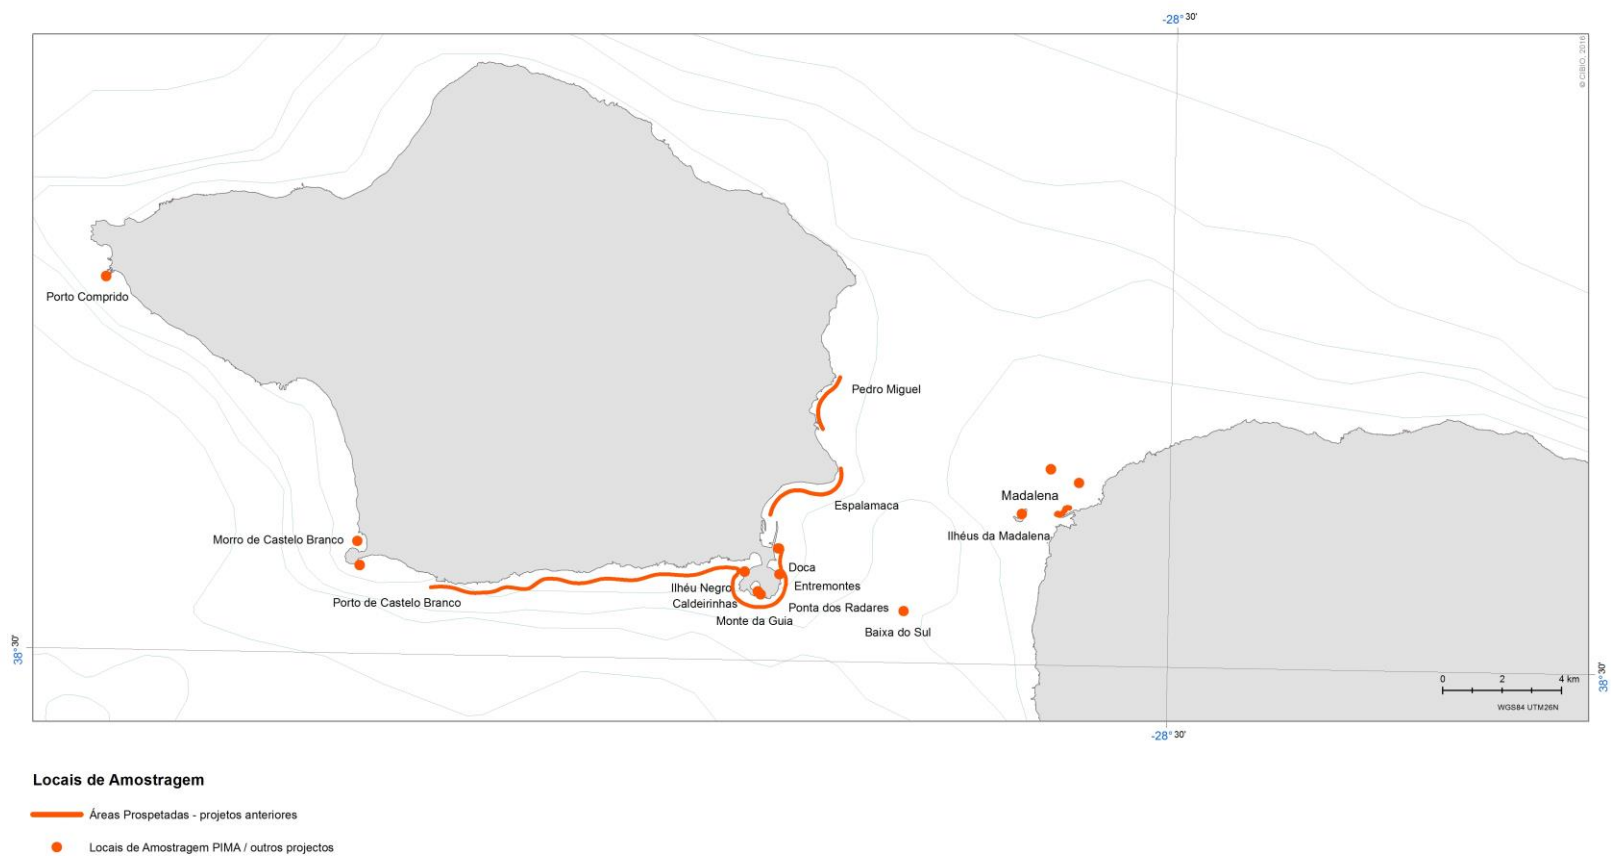 -28° 30'
© CIBIO, 2016
Porto Comprido
Pedro Miguel
Madalena
Espalamaca
Ilhéus da Madalena
Morro de Castelo Branco
Doca
Entremontes
Ilhéu Negro
Caldeirinhas
Porto de Castelo Branco
Ponta dos Radares
Monte da Guia
Baixa do Sul
38° 30'
38° 30'
0 2 4 km
WGS84 UTM26N
-28° 30'
Locais de Amostragem
Áreas Prospetadas - projetos anteriores
Locais de Amostragem PIMA / outros projectos